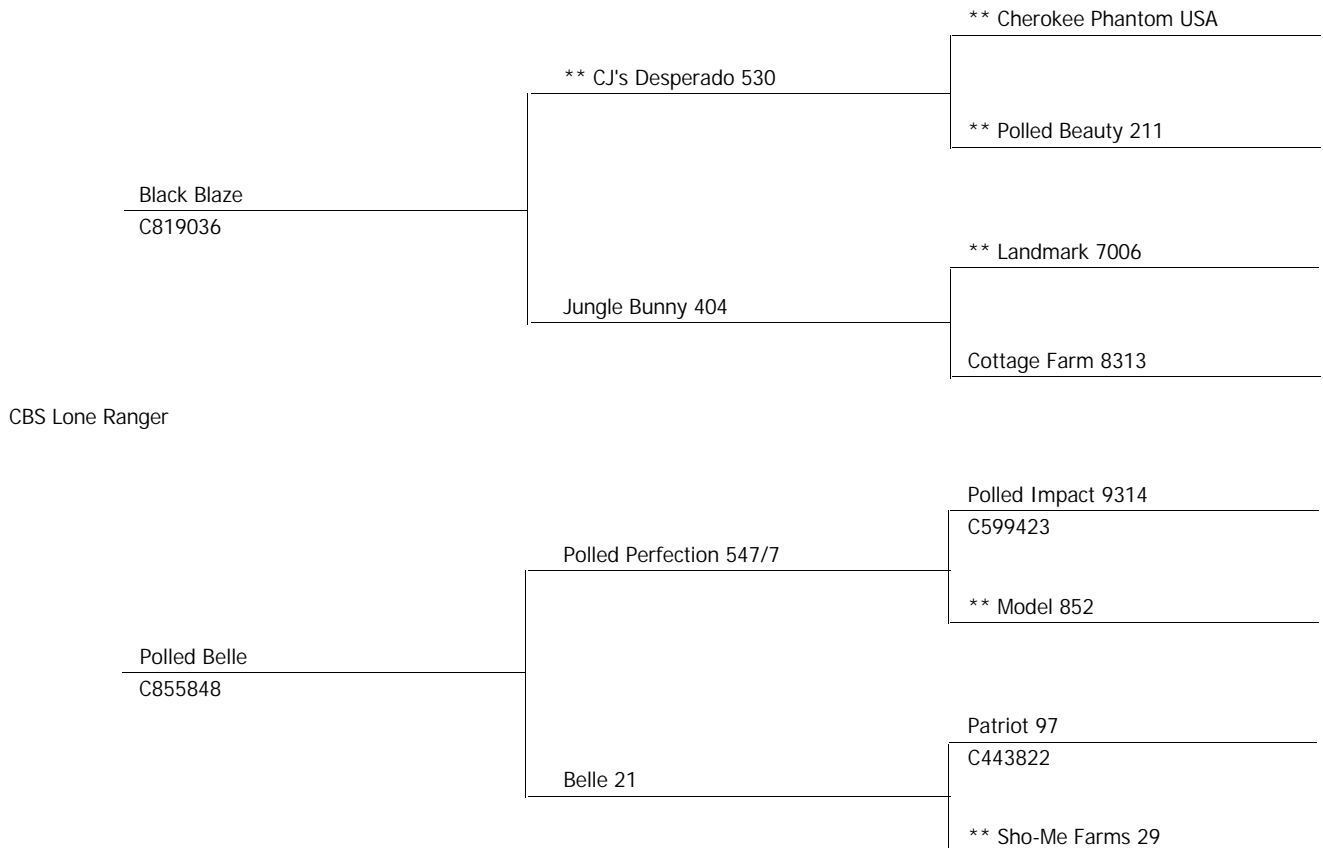 ** Cherokee Phantom USA
** CJ's Desperado 530
** Polled Beauty 211
Black Blaze
C819036
** Landmark 7006
Jungle Bunny 404
Cottage Farm 8313
CBS Lone Ranger
Polled Impact 9314
C599423
Polled Perfection 547/7
** Model 852
Polled Belle
C855848
Patriot 97
C443822
Belle 21
** Sho-Me Farms 29